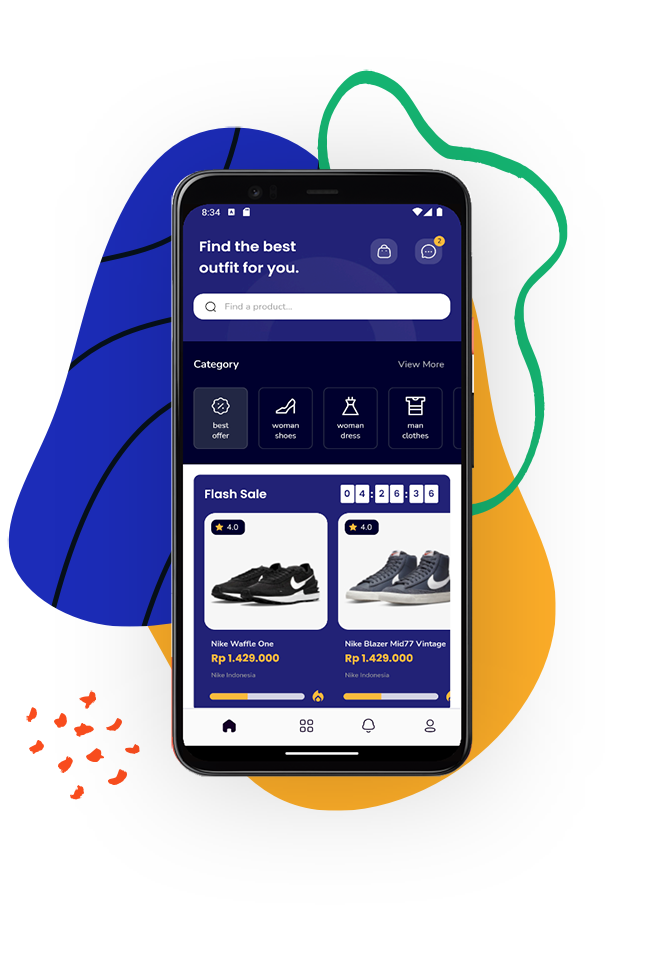 8:34
2
Find the best
outfit for you.
Find a product...
Category
View More
best
offer
woman
shoes
woman
dress
man
clothes
Flash Sale
04:26:36
4.0
4.0
Nike Waffle One
Nike Blazer Mid77 Vintage
Rp 1.429.000
Rp 1.429.000
Nike Indonesia
Nike Indonesia